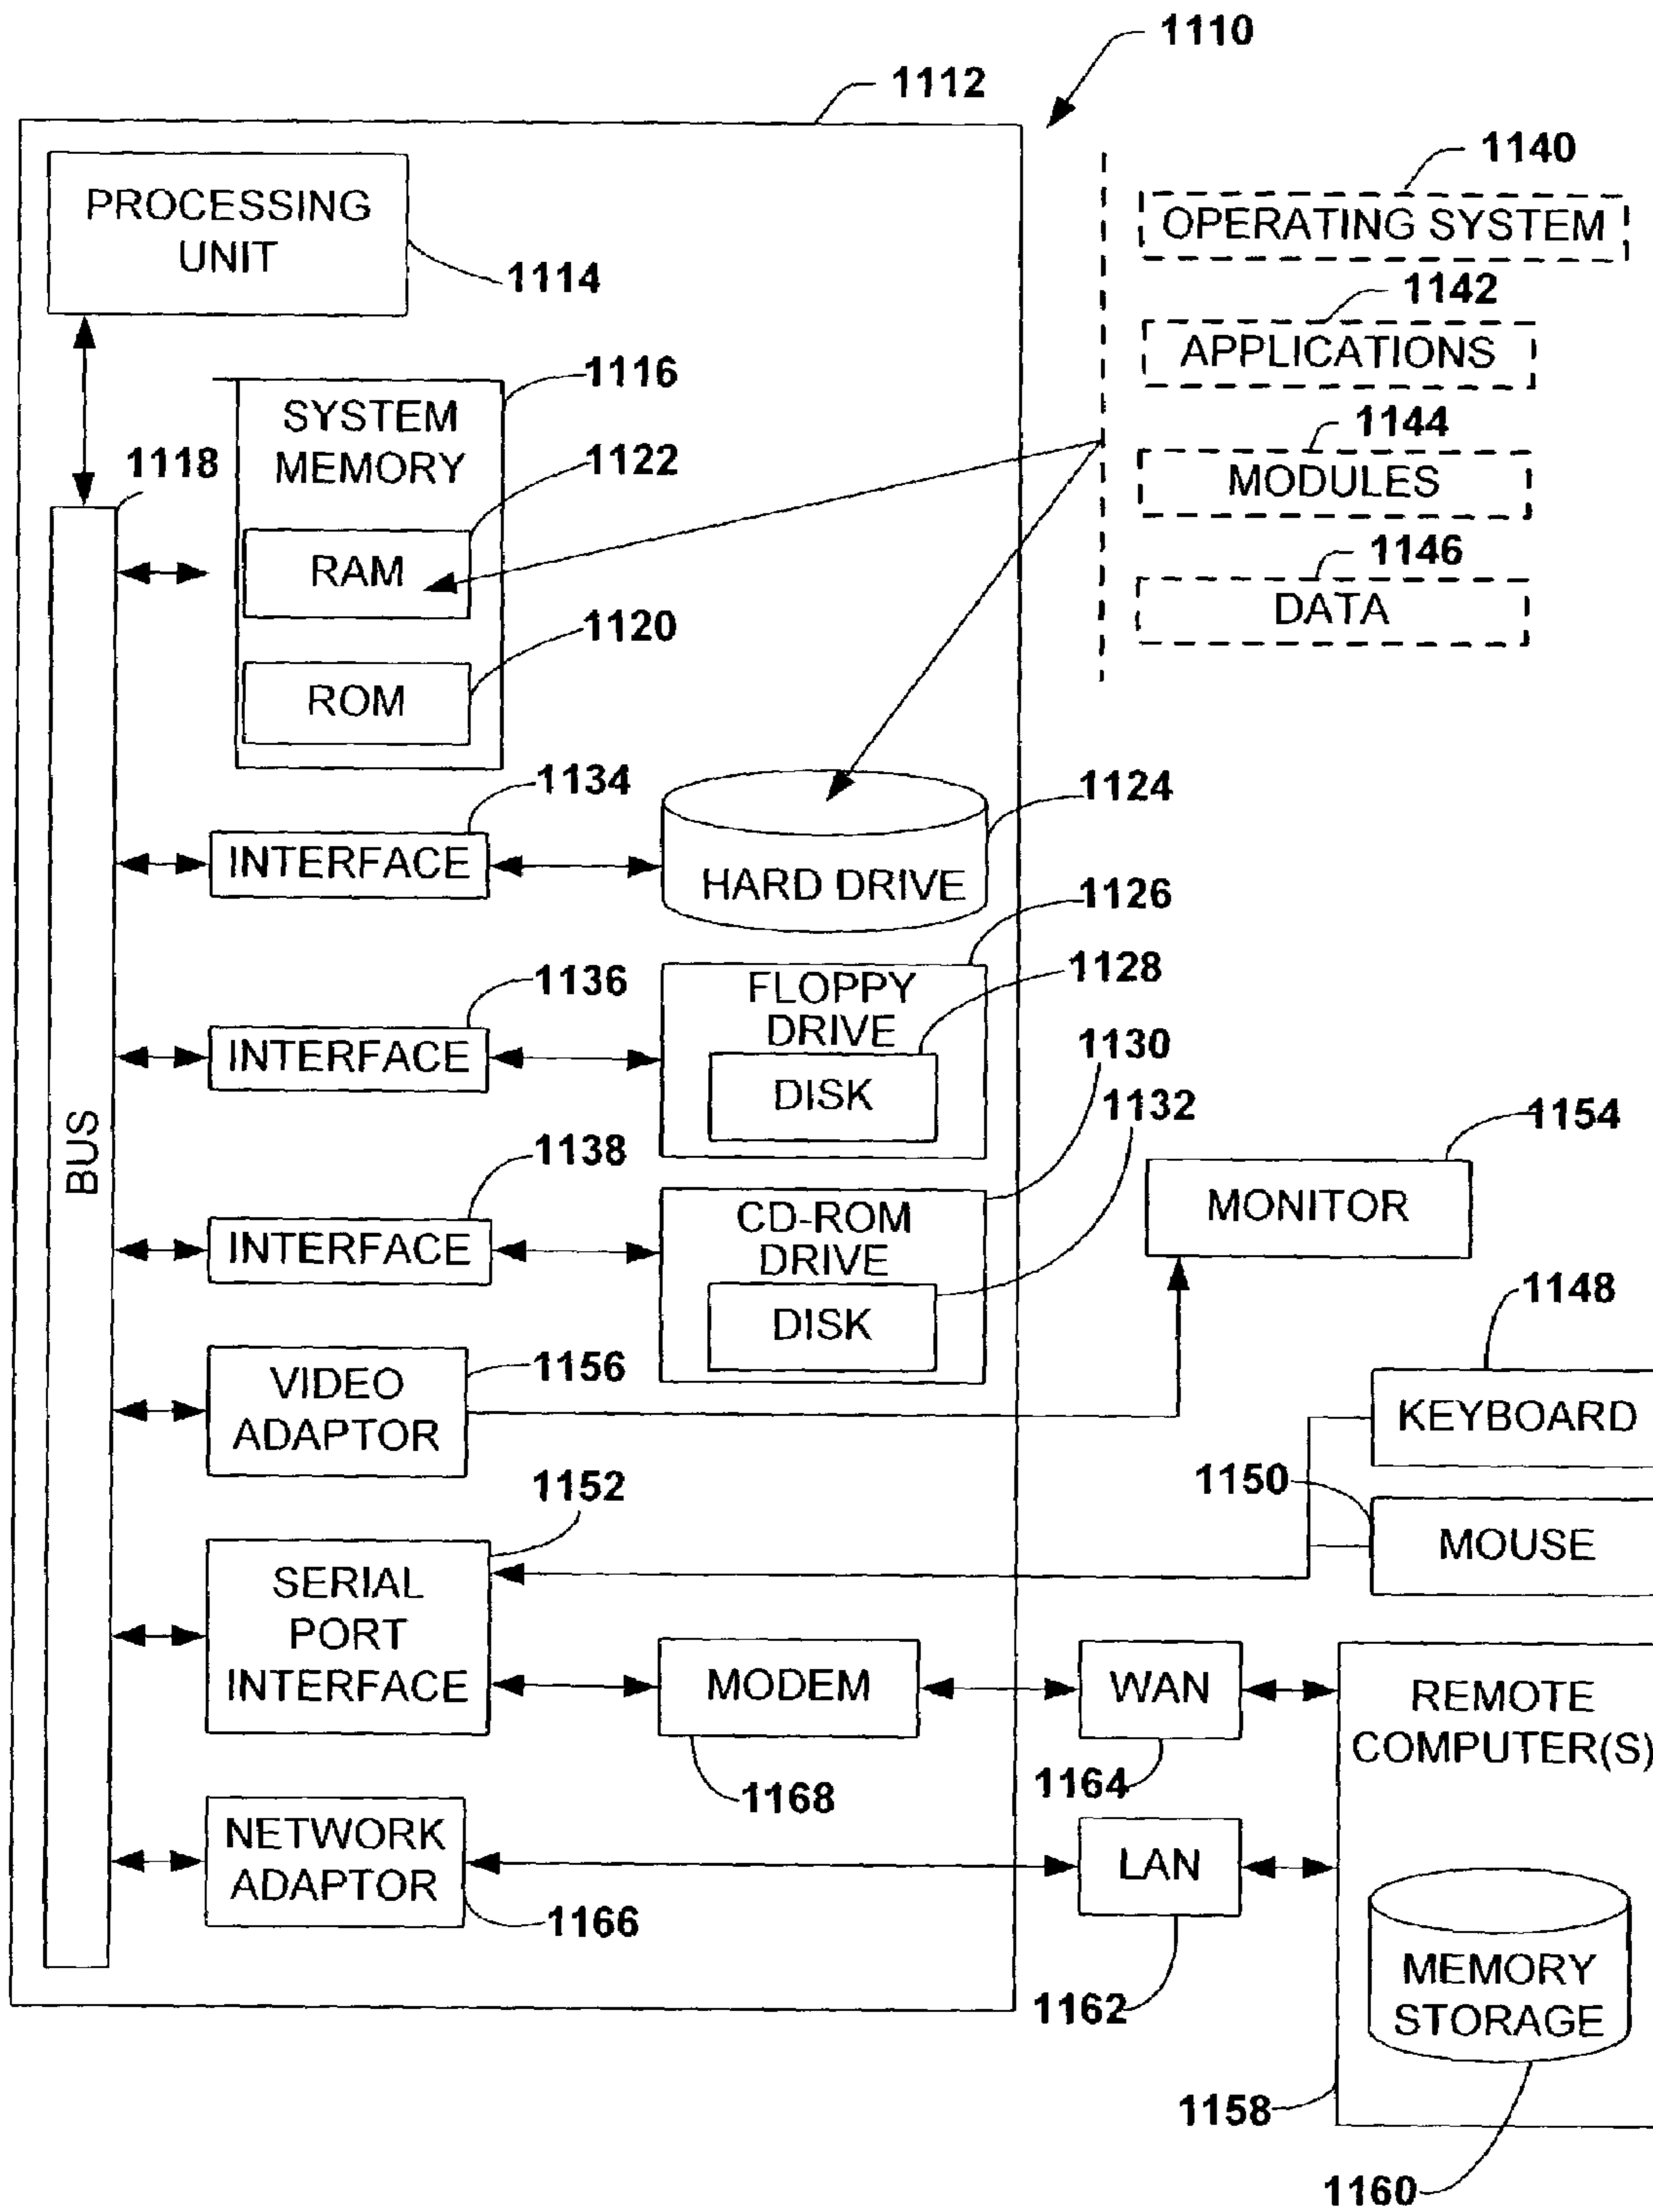 1110
1112
PROCESSING
UNIT
1114
1140
OPERATING SYSTEM
1142
APPLICATIONS
1144
MODULES
1146
DATA
1116
SYSTEM
MEMORY
1118
1122
RAM
1120
ROM
BUS
1134
INTERFACE
1124
HARD DRIVE
1126
1136
INTERFACE
FLOPPY
DRIVE
1128
DISK
1130
1132
1138
INTERFACE
CD-ROM
DRIVE
DISK
1154
MONITOR
1156
VIDEO
ADAPTOR
1148
KEYBOARD
1150
MOUSE
1152
SERIAL
PORT
INTERFACE
MODEM
1168
WAN
1164
REMOTE
COMPUTER(S)
NETWORK
ADAPTOR
1166
LAN
1162
MEMORY
STORAGE
1158
1160